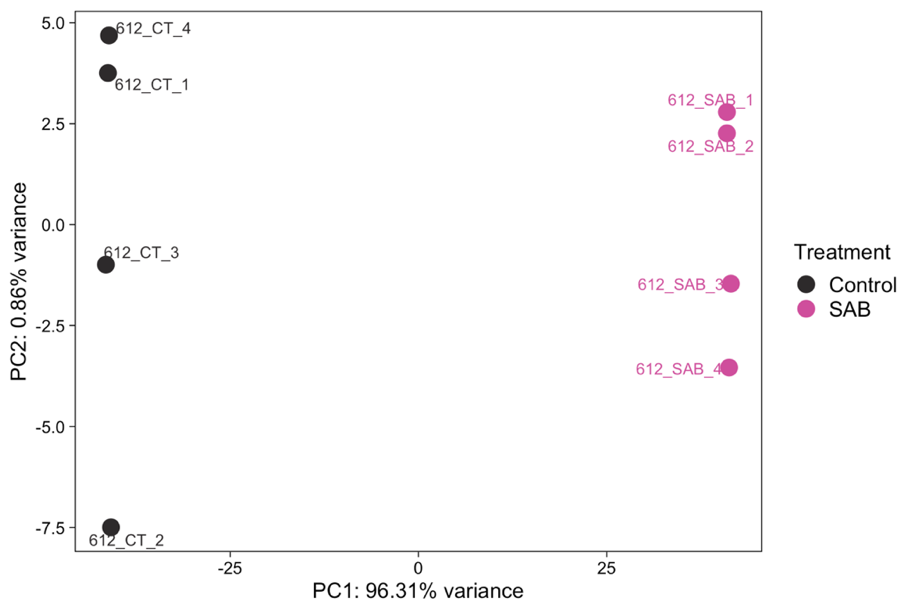 5.0
2.5
0.0
-2.5
-5.0
-7.5
612_CT_4
612_CT_1
612_SAB_1
612_SAB_2
612_CT_3
612_SAB_3
612_SAB_4
612_CT_2
-25
0
25
PC1: 96.31% variance
PC2: 0.86% variance
Treatment
Control
SAB